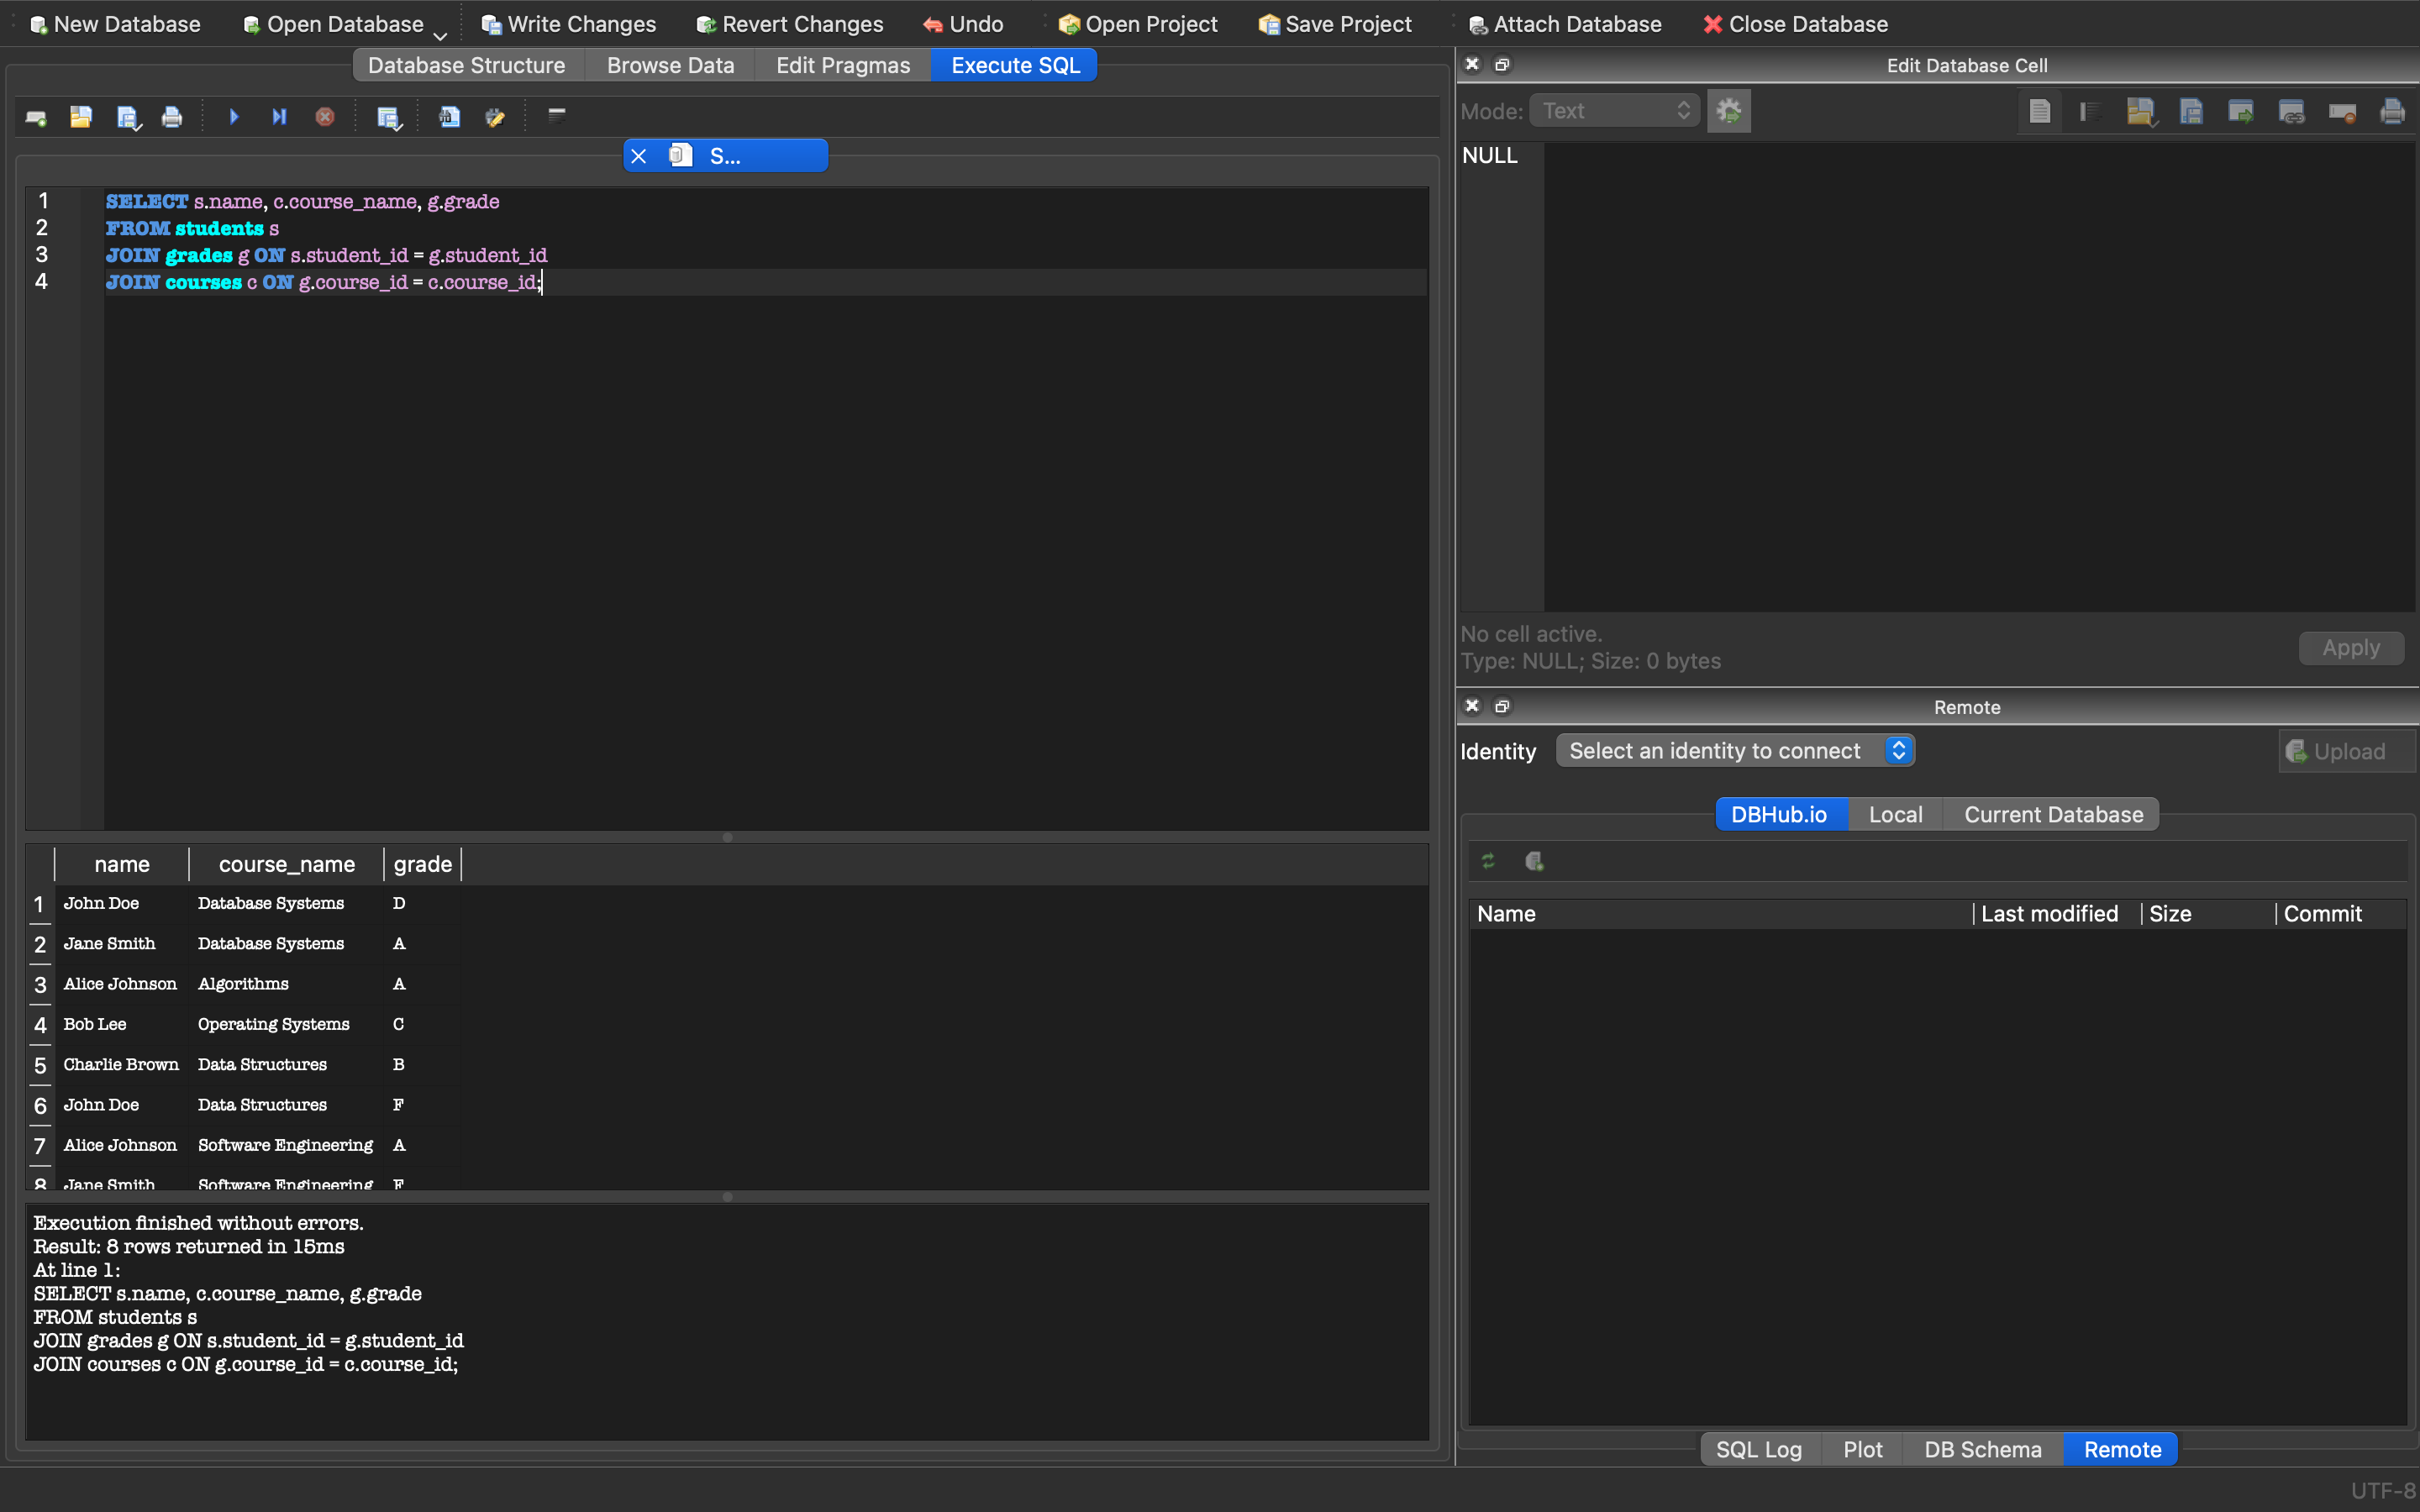 New Database Open Database Write Changes Revert Changes Undo Open Project Save Project Attach Database Close Database
Database Structure Browse Data Edit Pragmas Execute SQL
S...
1 SELECT s.name, c.course_name, g.grade
2 FROM students s
3 JOIN grades g ON s.student_id = g.student_id
4 JOIN courses c ON g.course_id = c.course_id;
name course_name grade
1 John Doe Database Systems D
2 Jane Smith Database Systems A
3 Alice Johnson Algorithms A
4 Bob Lee Operating Systems C
5 Charlie Brown Data Structures B
6 John Doe Data Structures F
7 Alice Johnson Software Engineering A
8 Jane Smith Software Engineering F
Execution finished without errors.
Result: 8 rows returned in 15ms
At line 1:
SELECT s.name, c.course_name, g.grade
FROM students s
JOIN grades g ON s.student_id = g.student_id
JOIN courses c ON g.course_id = c.course_id;
Edit Database Cell
Mode: Text
NULL
No cell active.
Type: NULL; Size: 0 bytes
Apply
Remote
Identity Select an identity to connect Upload
DBHub.io Local Current Database
Name Last modified Size Commit
SQL Log Plot DB Schema Remote
UTF-8